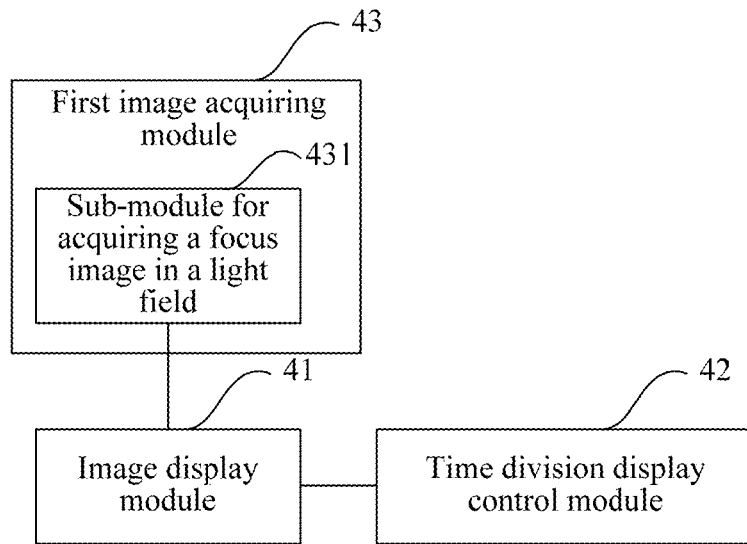 43
First image acquiring
module
431
Sub-module for
acquiring a focus
image in a light
field
41
42
Image display
module
Time division display
control module